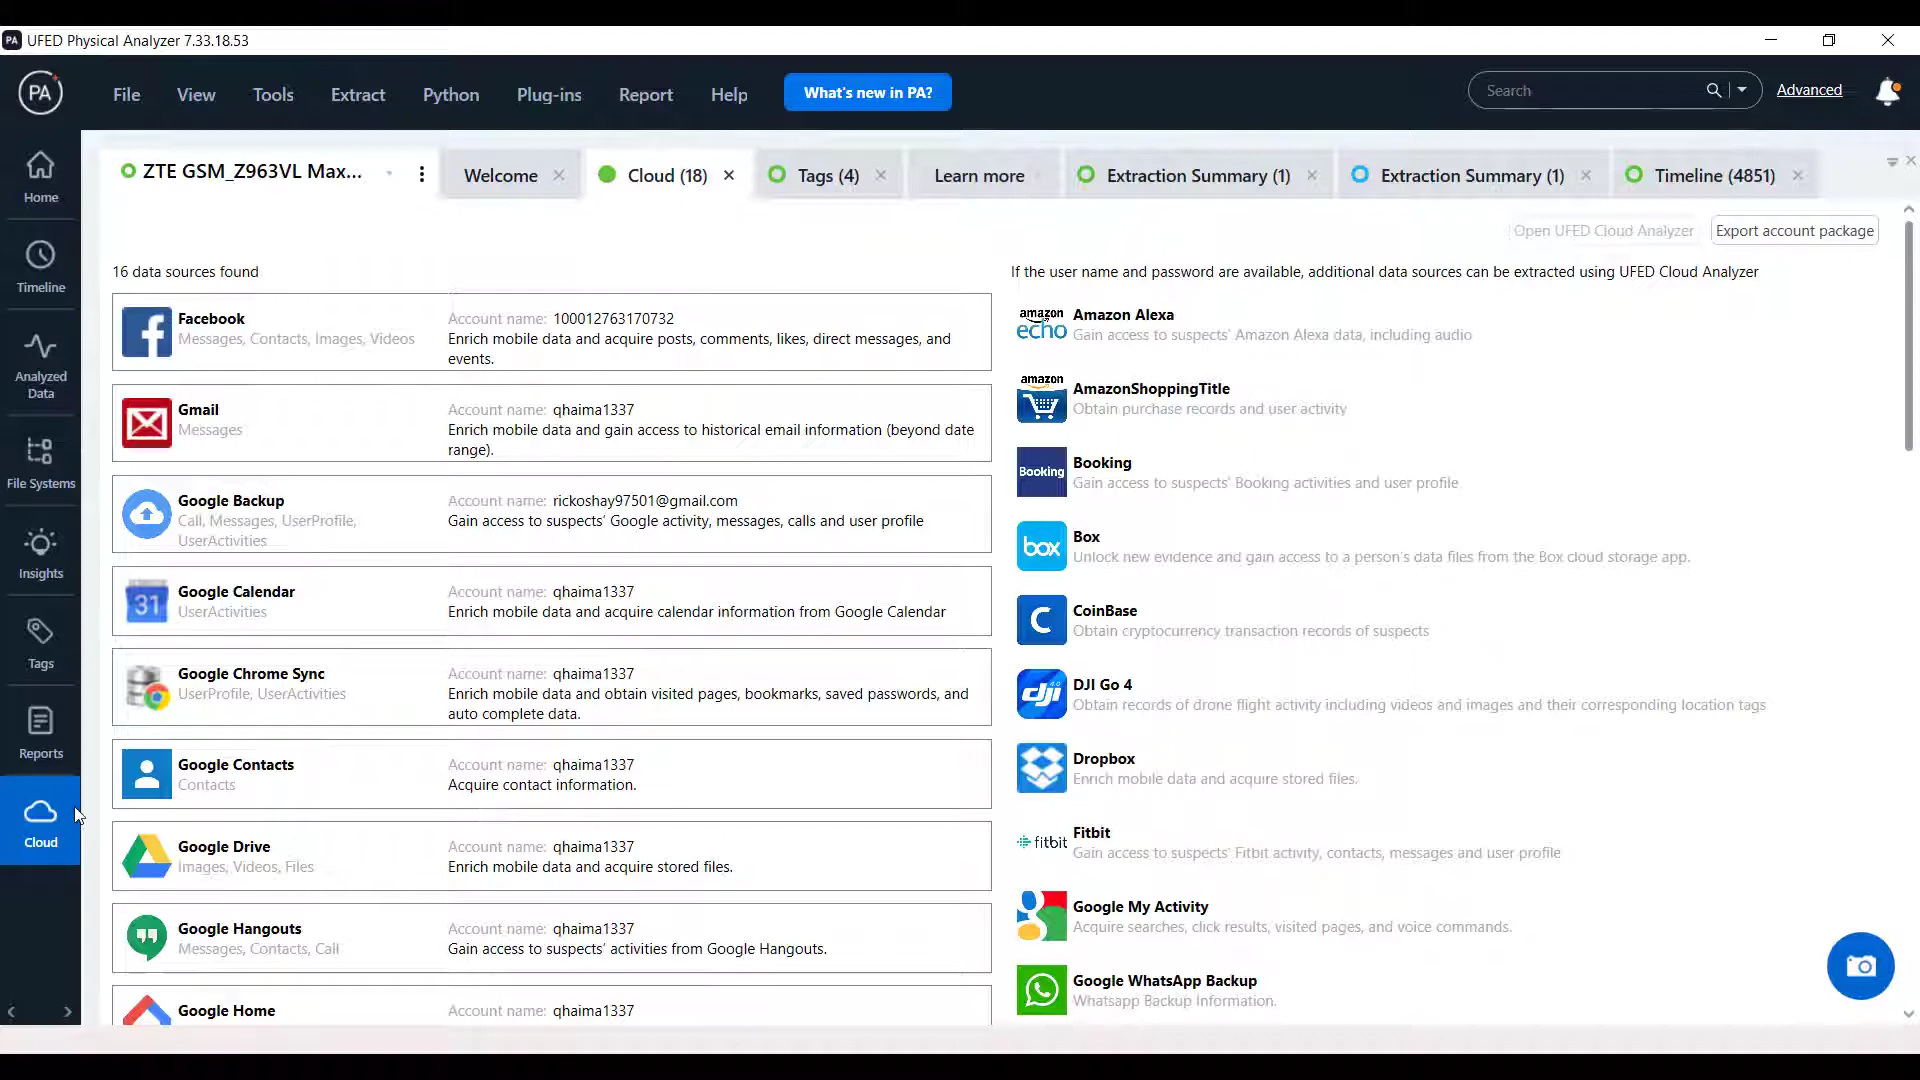 PA UFED Physical Analyzer 7.33.18.53
PA File View Tools Extract Python Plug-ins Report Help What's new in PA? Search Advanced
ZTE GSM_Z963VL Max... Welcome Cloud (18) Tags (4) Learn more Extraction Summary (1) Extraction Summary (1) Timeline (4851)
Home
Timeline
Analyzed
Data
File Systems
Insights
Tags
Reports
Cloud
Open UFED Cloud Analyzer Export account package
16 data sources found
Facebook Account name: 100012763170732
Messages, Contacts, Images, Videos Enrich mobile data and acquire posts, comments, likes, direct messages, and
events.
Gmail Account name: qhaima1337
Messages Enrich mobile data and gain access to historical email information (beyond date
range).
Google Backup Account name: rickoshay97501@gmail.com
Call, Messages, UserProfile, Gain access to suspects' Google activity, messages, calls and user profile
UserActivities
31 Google Calendar Account name: qhaima1337
UserActivities Enrich mobile data and acquire calendar information from Google Calendar
Google Chrome Sync Account name: qhaima1337
UserProfile, UserActivities Enrich mobile data and obtain visited pages, bookmarks, saved passwords, and
auto complete data.
Google Contacts Account name: qhaima1337
Contacts Acquire contact information.
Google Drive Account name: qhaima1337
Images, Videos, Files Enrich mobile data and acquire stored files.
Google Hangouts Account name: qhaima1337
Messages, Contacts, Call Gain access to suspects' activities from Google Hangouts.
Google Home Account name: qhaima1337
If the user name and password are available, additional data sources can be extracted using UFED Cloud Analyzer
amazon echo Amazon Alexa
Gain access to suspects' Amazon Alexa data, including audio
amazon AmazonShoppingTitle
Obtain purchase records and user activity
Booking Booking
Gain access to suspects' Booking activities and user profile
box Box
Unlock new evidence and gain access to a person's data files from the Box cloud storage app.
C CoinBase
Obtain cryptocurrency transaction records of suspects
dji 4.0 DJI Go 4
Obtain records of drone flight activity including videos and images and their corresponding location tags
Dropbox
Enrich mobile data and acquire stored files.
fitbit Fitbit
Gain access to suspects' Fitbit activity, contacts, messages and user profile
Google My Activity
Acquire searches, click results, visited pages, and voice commands.
Google WhatsApp Backup
Whatsapp Backup Information.